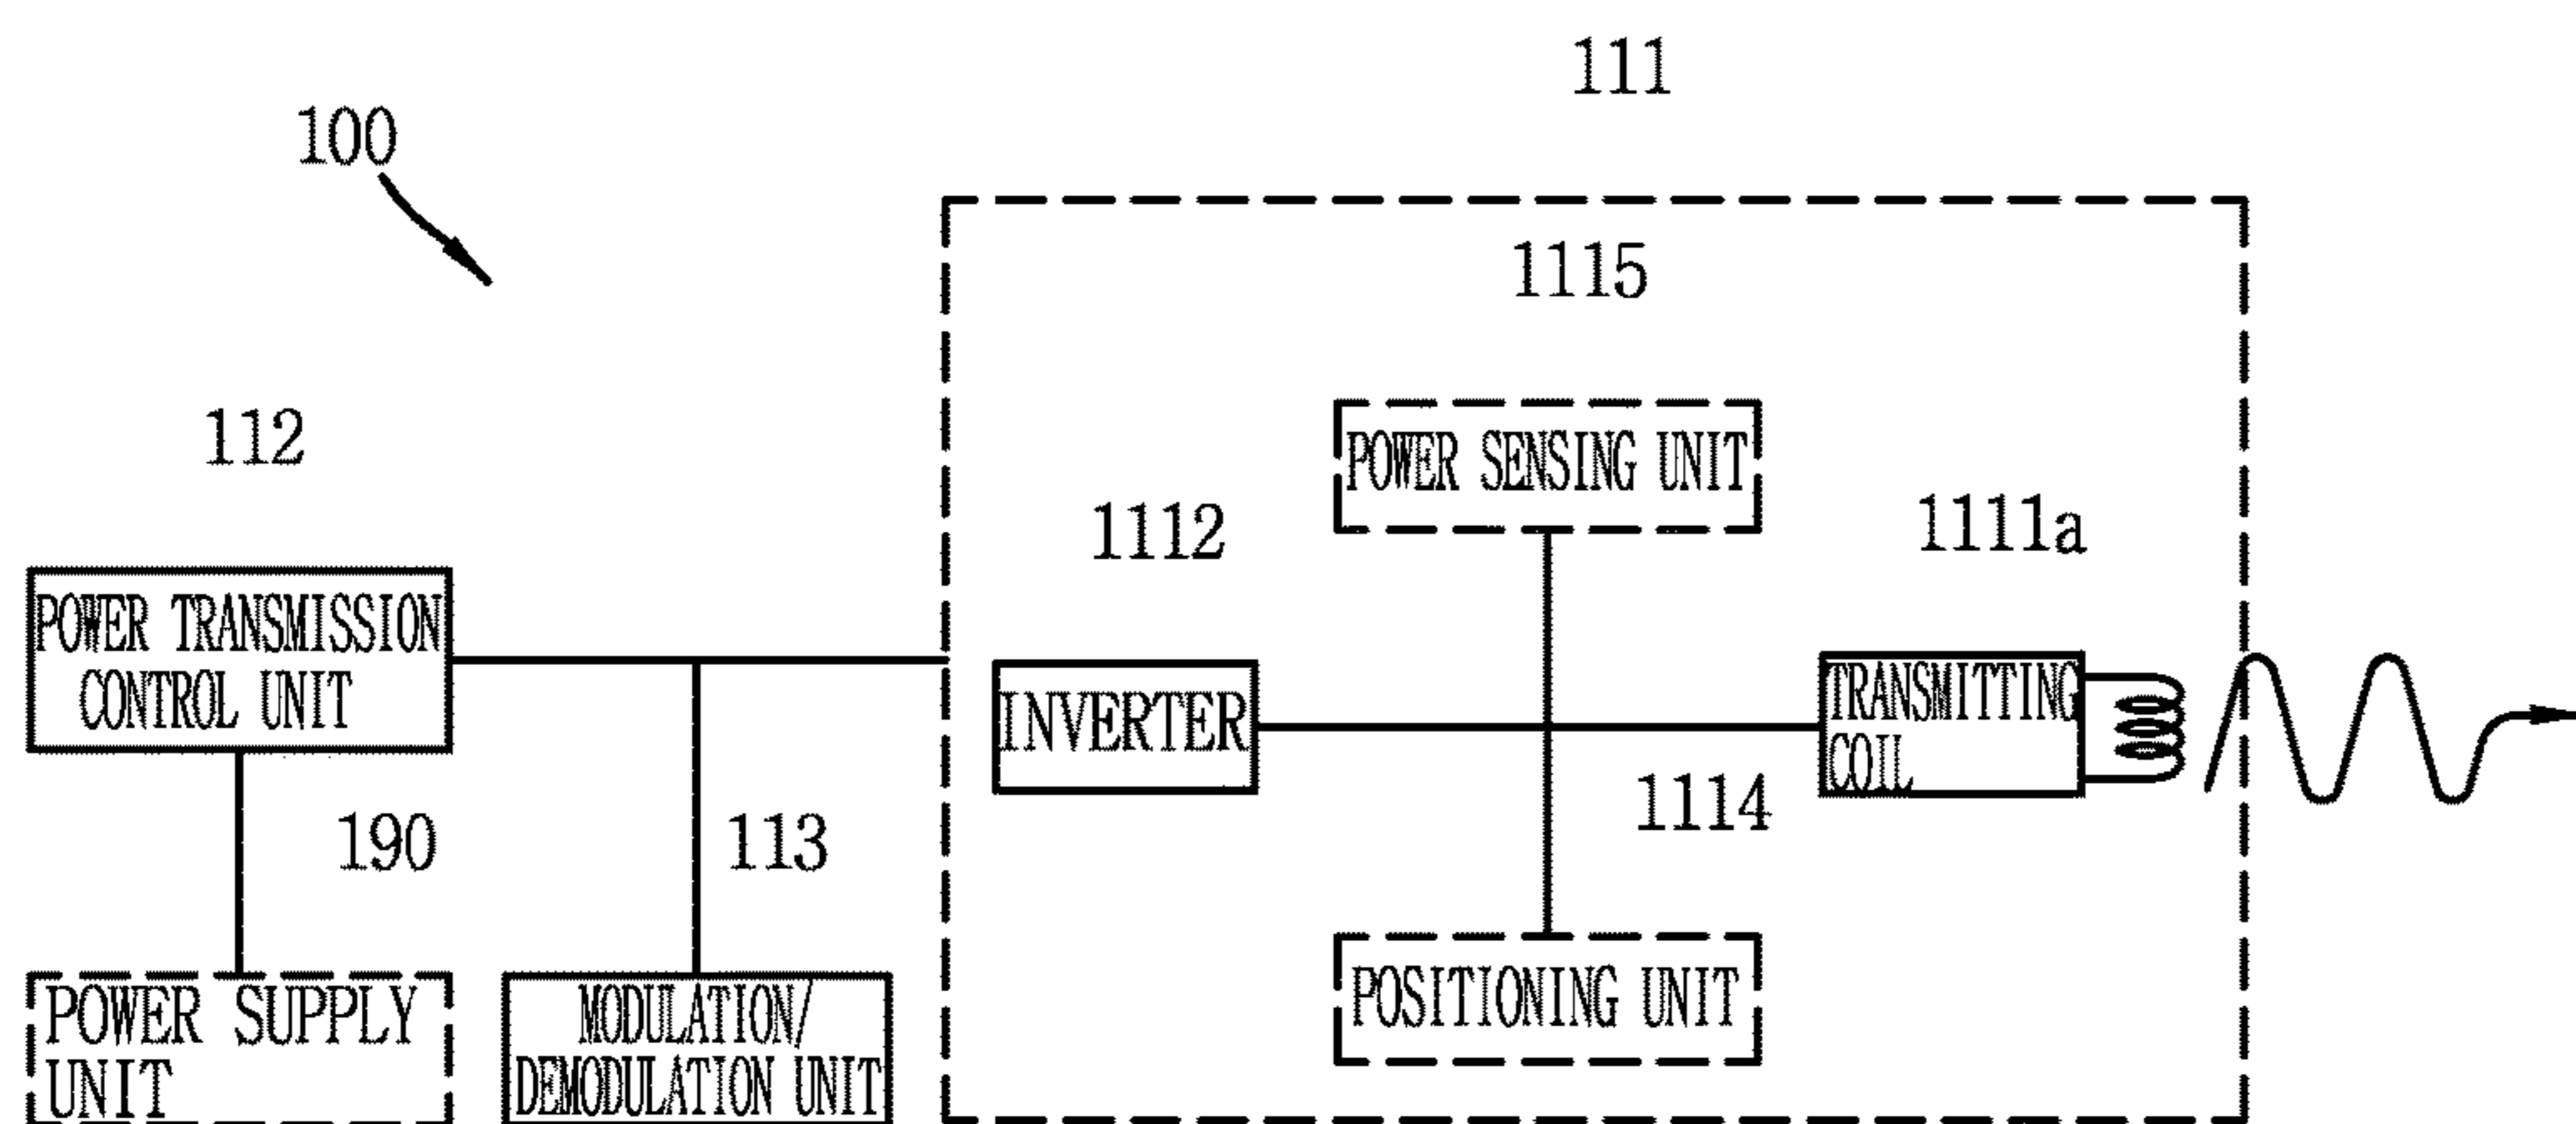 111
100
1115
112
POWER SENSING UNIT
1112
1111a
POWER TRANSMISSION
CONTROL UNIT
INVERTER
TRANSMITTING
COIL
1114
190
113
POSITIONING UNIT
POWER SUPPLY
UNIT
MODULATION/
DEMODULATION UNIT